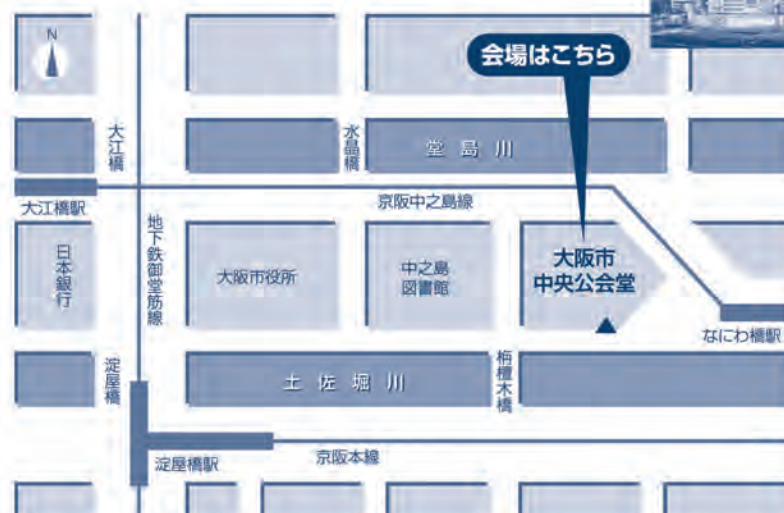 N
会場はこちら
大江橋
水晶橋
堂島川
大江橋駅
京阪中之島線
地下鉄御堂筋線
日本銀行
大阪市役所
中之島
図書館
大阪市
中央公会堂
なにわ橋駅
淀屋橋
土佐堀川
栴檀木橋
淀屋橋駅
京阪本線